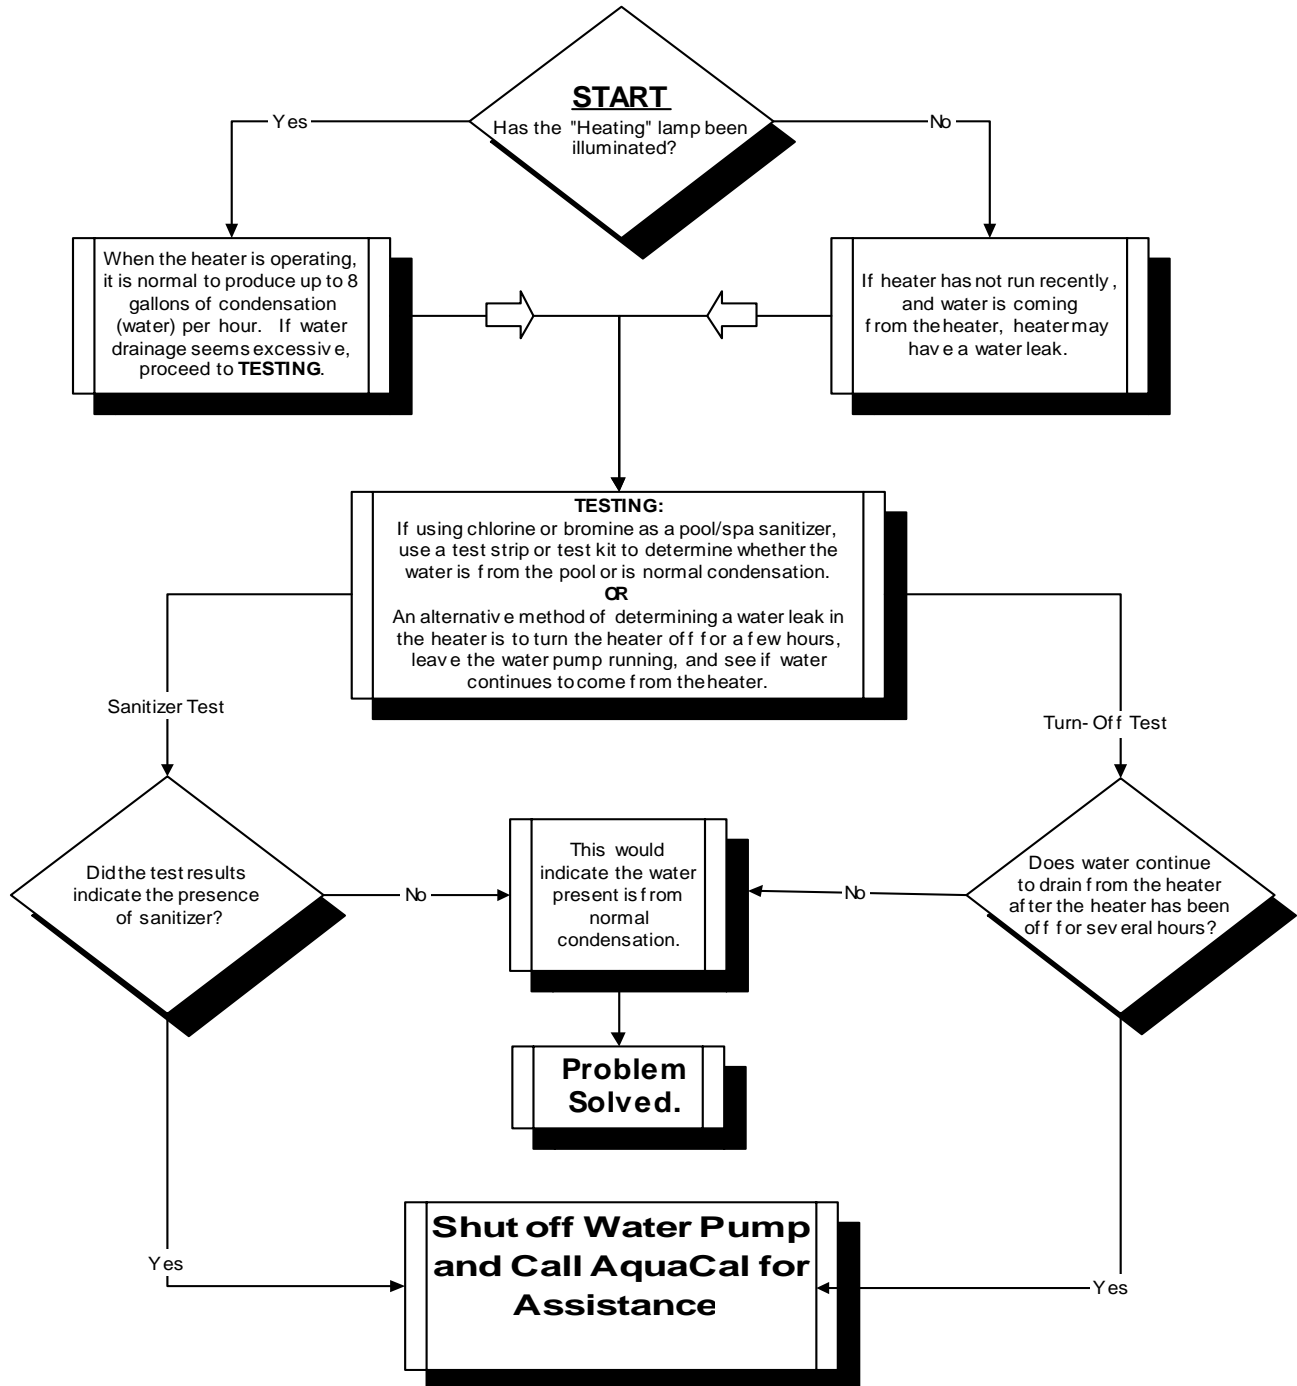 START
Has the "Heating" lamp been
illuminated?
Yes
No
When the heater is operating,
it is normal to produce up to 8
gallons of condensation
(water) per hour. If water
drainage seems excessive,
proceed to TESTING.
If heater has not run recently,
and water is coming
from the heater, heater may
have a water leak.
TESTING:
If using chlorine or bromine as a pool/spa sanitizer,
use a test strip or test kit to determine whether the
water is from the pool or is normal condensation.
OR
An alternative method of determining a water leak in
the heater is to turn the heater off for a few hours,
leave the water pump running, and see if water
continues to come from the heater.
Sanitizer Test
Turn-Off Test
Did the test results
indicate the presence
of sanitizer?
No
This would
indicate the water
present is from
normal
condensation.
No
Does water continue
to drain from the heater
after the heater has been
off for several hours?
Problem
Solved.
Yes
Shut off Water Pump
and Call AquaCal for
Assistance
Yes